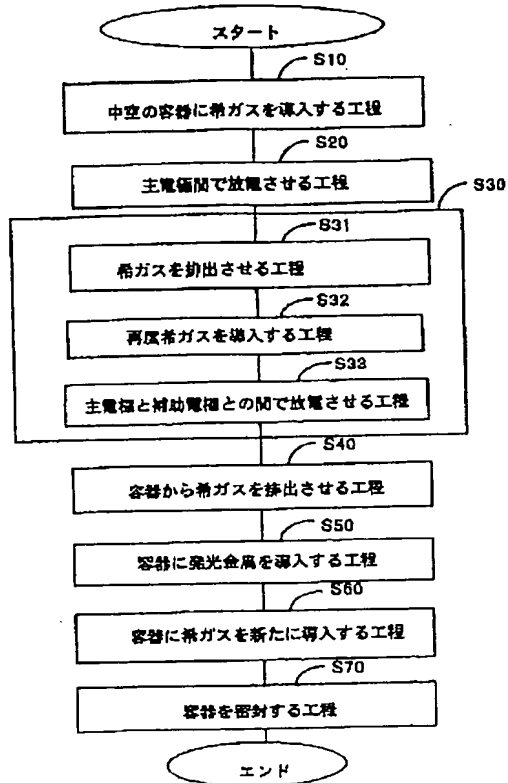 スタート
S10
中空の容器に希ガスを導入する工程
S20
主電極間で放電させる工程
S30
S31
希ガスを排出させる工程
S32
再度希ガスを導入する工程
S33
主電極と補助電極との間で放電させる工程
S40
容器から希ガスを排出させる工程
S50
容器に発光金属を導入する工程
S60
容器に希ガスを新たに導入する工程
S70
容器を密封する工程
エンド